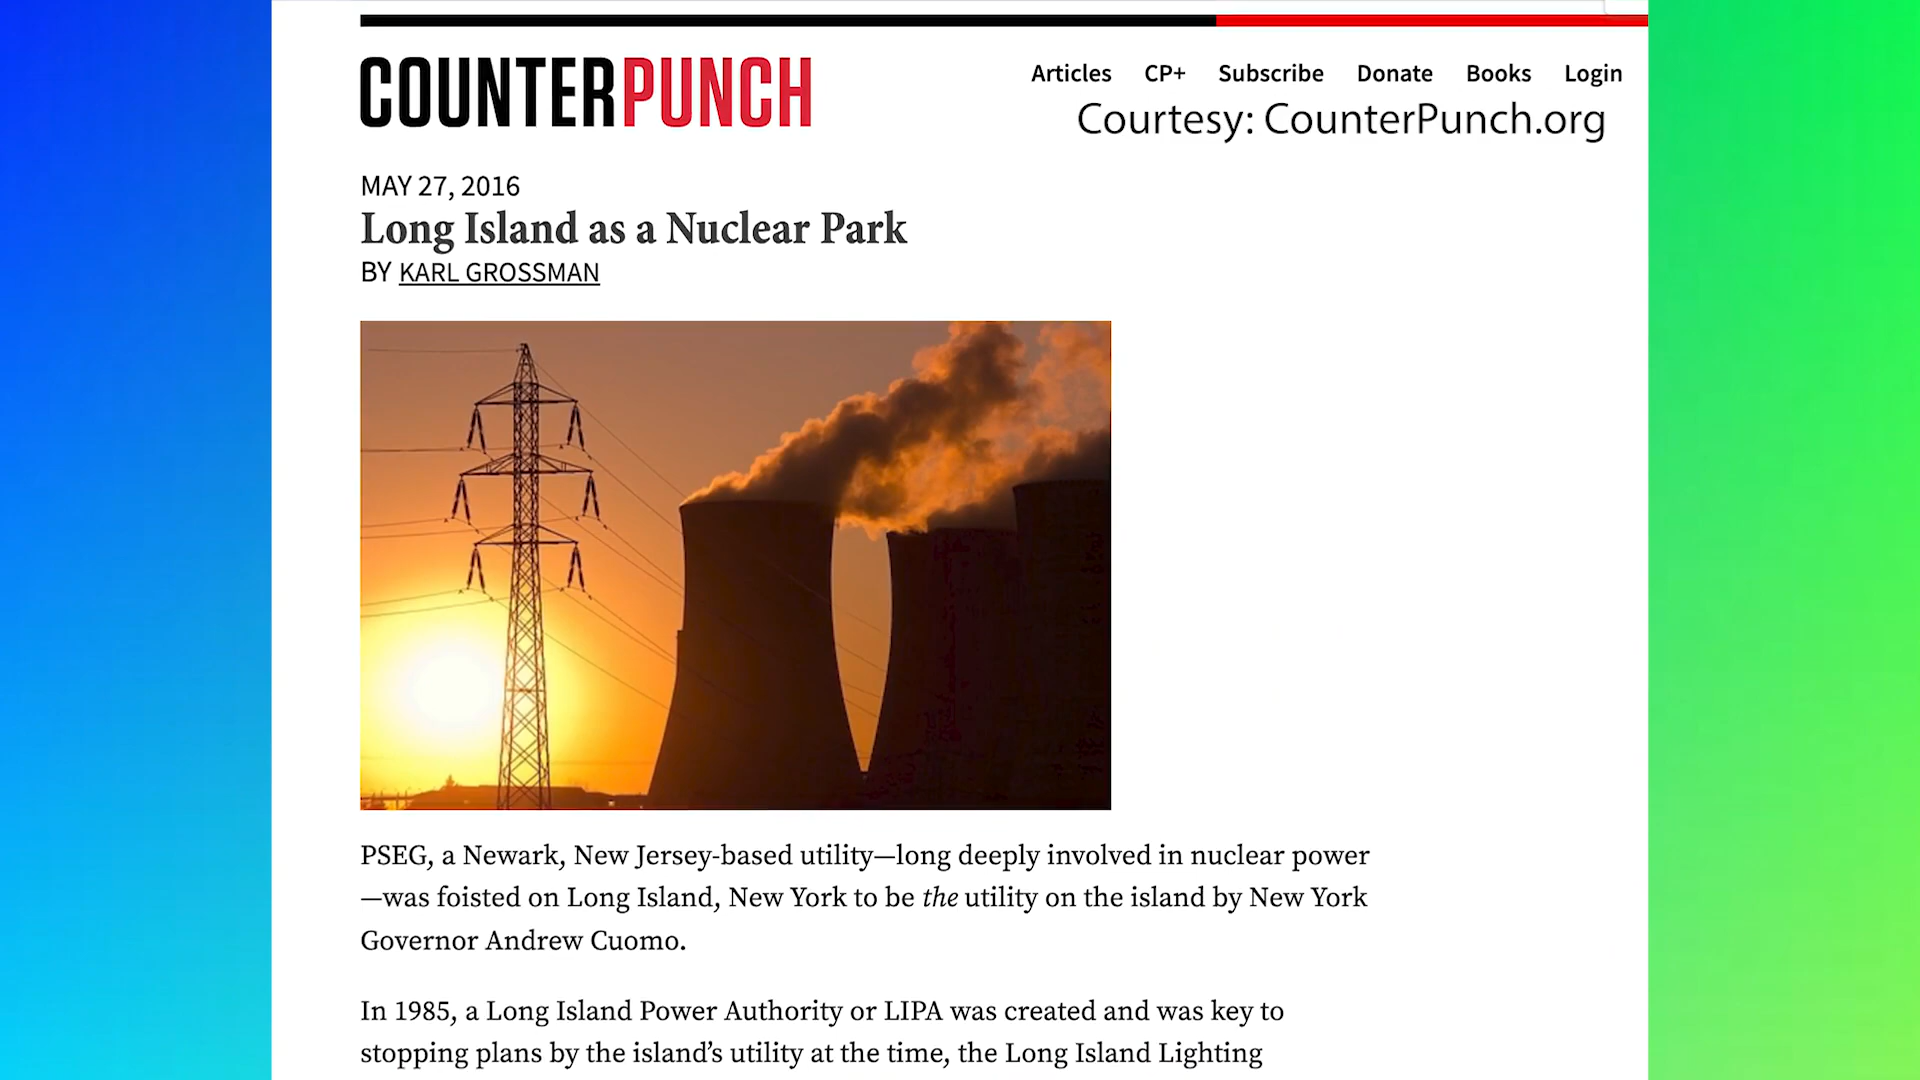 COUNTERPUNCH
Articles CP+ Subscribe Donate Books Login
Courtesy: CounterPunch.org
MAY 27, 2016
Long Island as a Nuclear Park
BY KARL GROSSMAN
PSEG, a Newark, New Jersey-based utility—long deeply involved in nuclear power
—was foisted on Long Island, New York to be the utility on the island by New York
Governor Andrew Cuomo.
In 1985, a Long Island Power Authority or LIPA was created and was key to
stopping plans by the island’s utility at the time, the Long Island Lighting